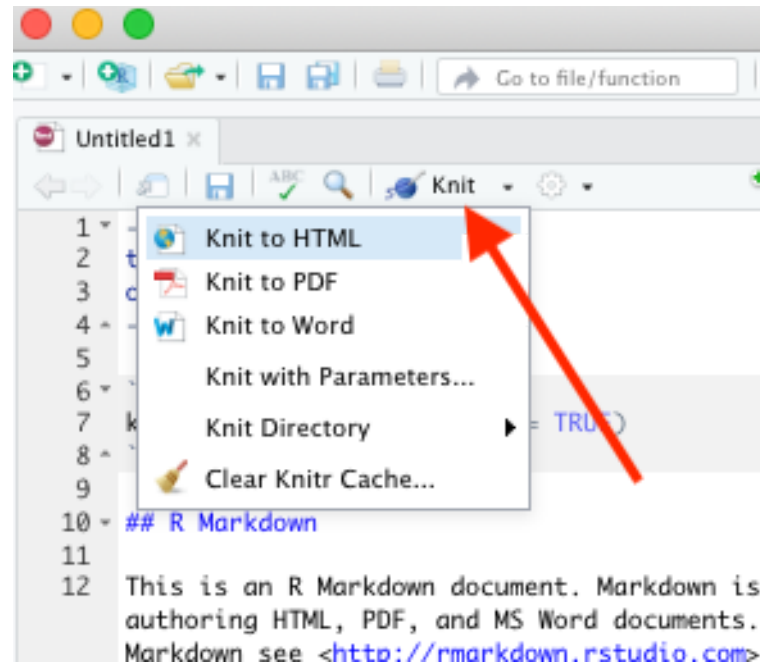 Go to file/function
Untitled1
ABC
Knit
Knit to HTML
Knit to PDF
Knit to Word
Knit with Parameters...
Knit Directory
Clear Knitr Cache...
1 -
2 t
3
4 -
5
6 `
7 k = TRUE)
8 `
9
10 ## R Markdown
11
12 This is an R Markdown document. Markdown is
authoring HTML, PDF, and MS Word documents.
Markdown see <http://rmarkdown.rstudio.com>